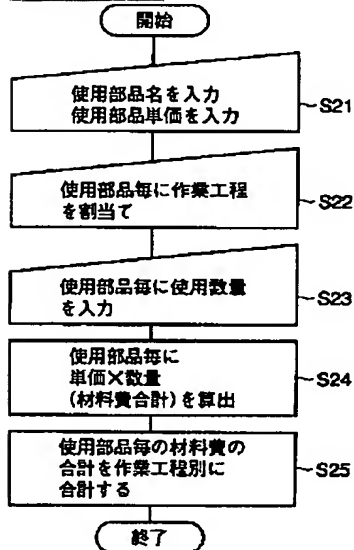 開始
使用部品名を入力
使用部品単価を入力
S21
使用部品毎に作業工程
を割当て
S22
使用部品毎に使用数量
を入力
S23
使用部品毎に
単価×数量
(材料費合計)を算出
S24
使用部品毎の材料費の
合計を作業工程別に
合計する
S25
終了